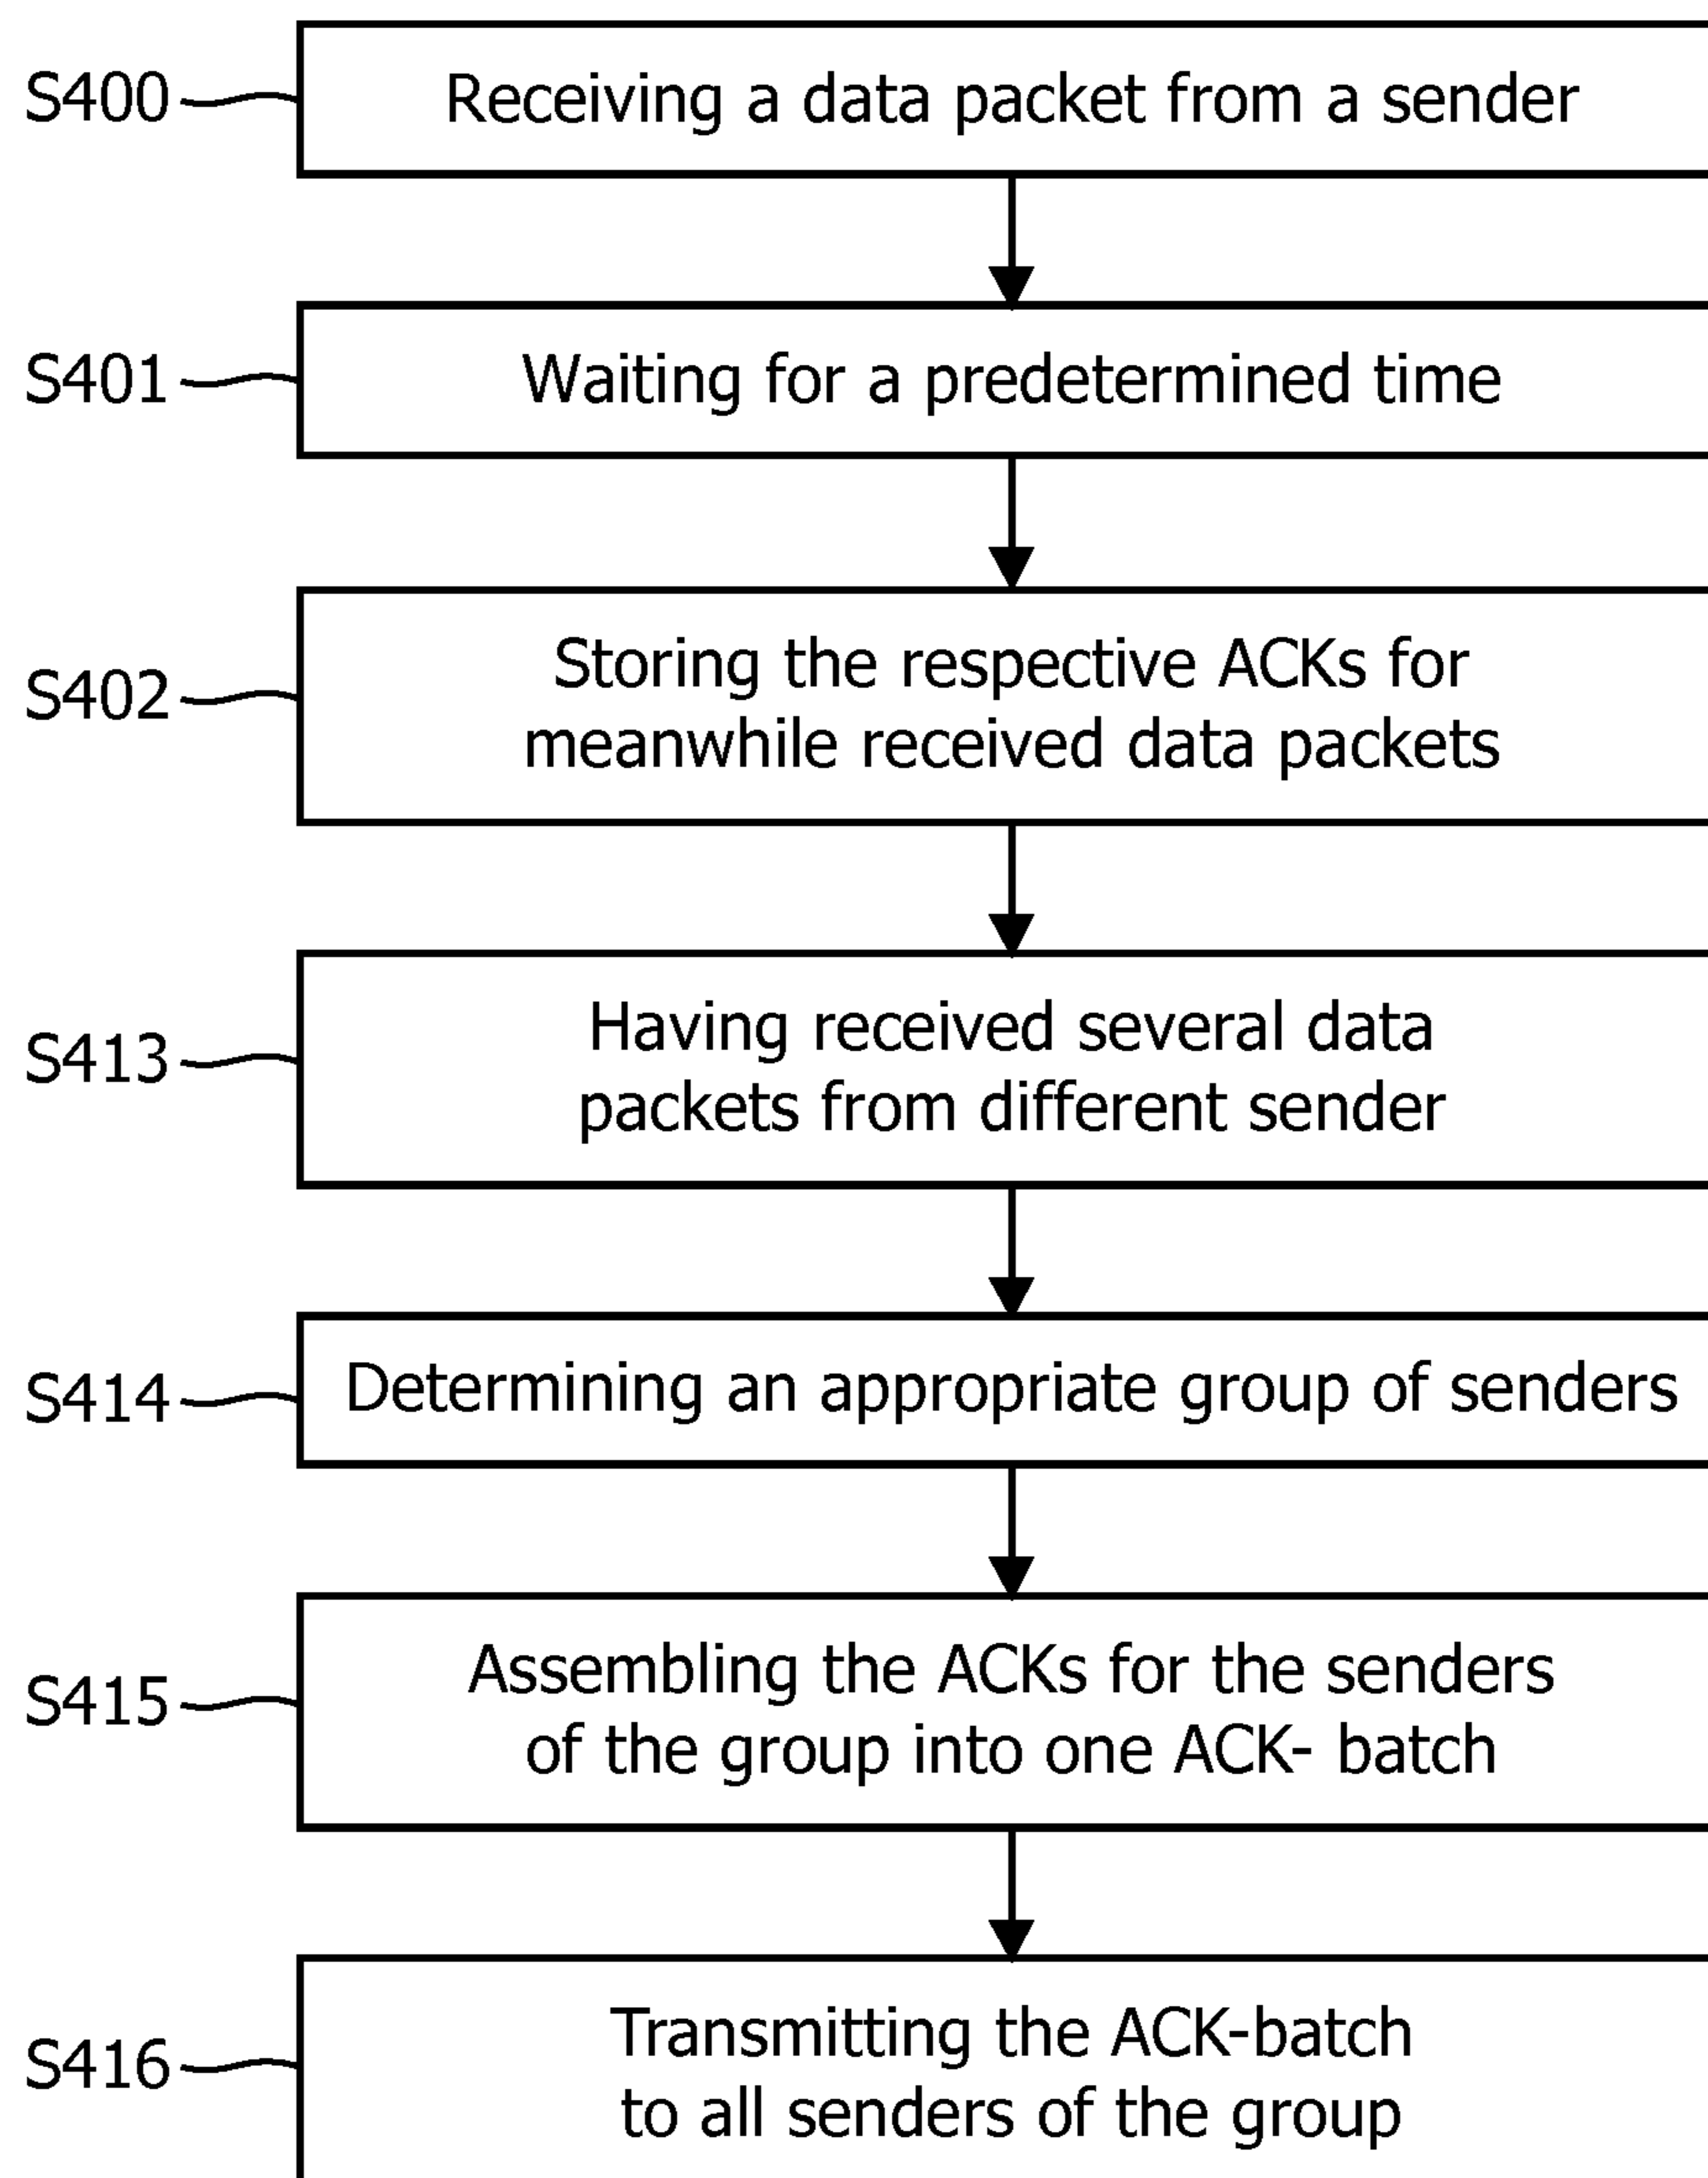 S400
Receiving a data packet from a sender
S401
Waiting for a predetermined time
S402
Storing the respective ACKs for
meanwhile received data packets
S413
Having received several data
packets from different sender
S414
Determining an appropriate group of senders
S415
Assembling the ACKs for the senders
of the group into one ACK- batch
S416
Transmitting the ACK-batch
to all senders of the group